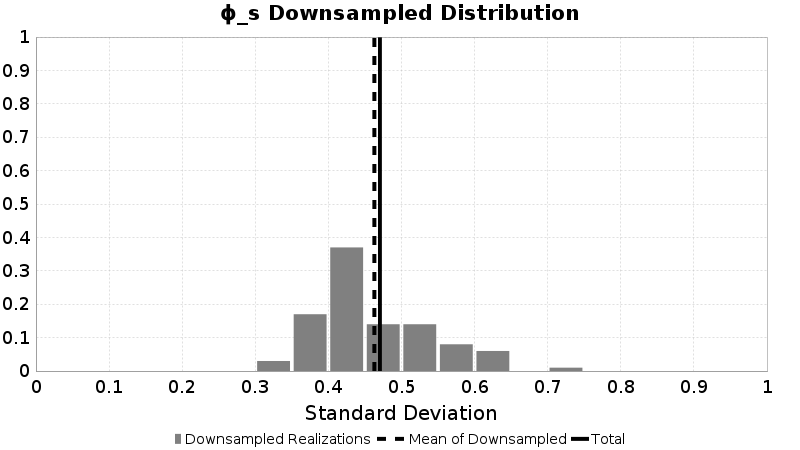 ϕ_s Downsampled Distribution
1
0.9
0.8
0.7
0.6
0.5
0.4
0.3
0.2
0.1
0
0 0.1 0.2 0.3 0.4 0.5 0.6 0.7 0.8 0.9 1
Standard Deviation
Downsampled Realizations Mean of Downsampled Total